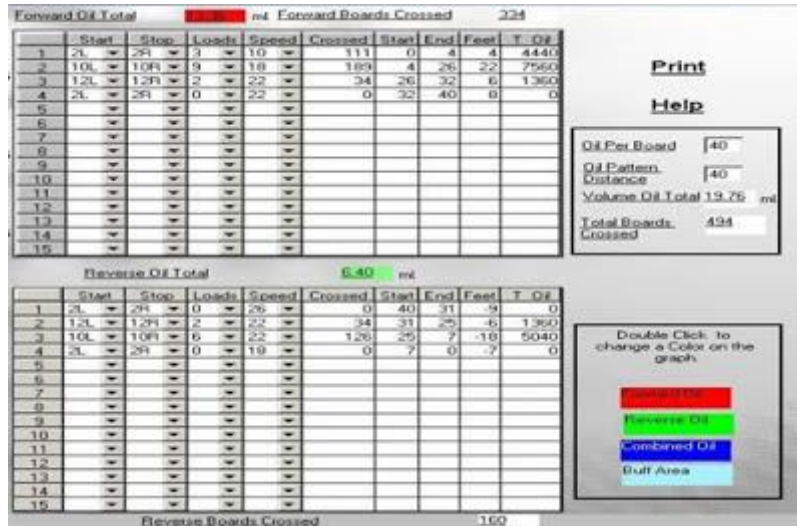 Forward Oil Total 13.36 ml Forward Boards Crossed 334
Start Stop Loads Speed Crossed Start End Feet T Oil
1 2L 2R 3 10 111 0 4 4 4440
2 10L 10R 9 18 189 4 26 22 7560
3 12L 12R 2 22 34 26 32 6 1360
4 2L 2R 0 22 0 32 40 8 0
5
6
7
8
9
10
11
12
13
14
15
Print
Help
Oil Per Board 40
Oil Pattern
Distance 40
Volume Oil Total 19.76 ml
Total Boards
Crossed 494
Reverse Oil Total 6.40 ml
Start Stop Loads Speed Crossed Start End Feet T Oil
1 2L 2R 0 26 0 40 31 -9 0
2 12L 12R 2 22 34 31 25 -6 1360
3 10L 10R 6 22 126 25 7 -18 5040
4 2L 2R 0 18 0 7 0 -7 0
5
6
7
8
9
10
11
12
13
14
15
Double Click to
change a Color on the
graph.
Forward Oil
Reverse Oil
Combined Oil
Buff Area
Reverse Boards Crossed 160